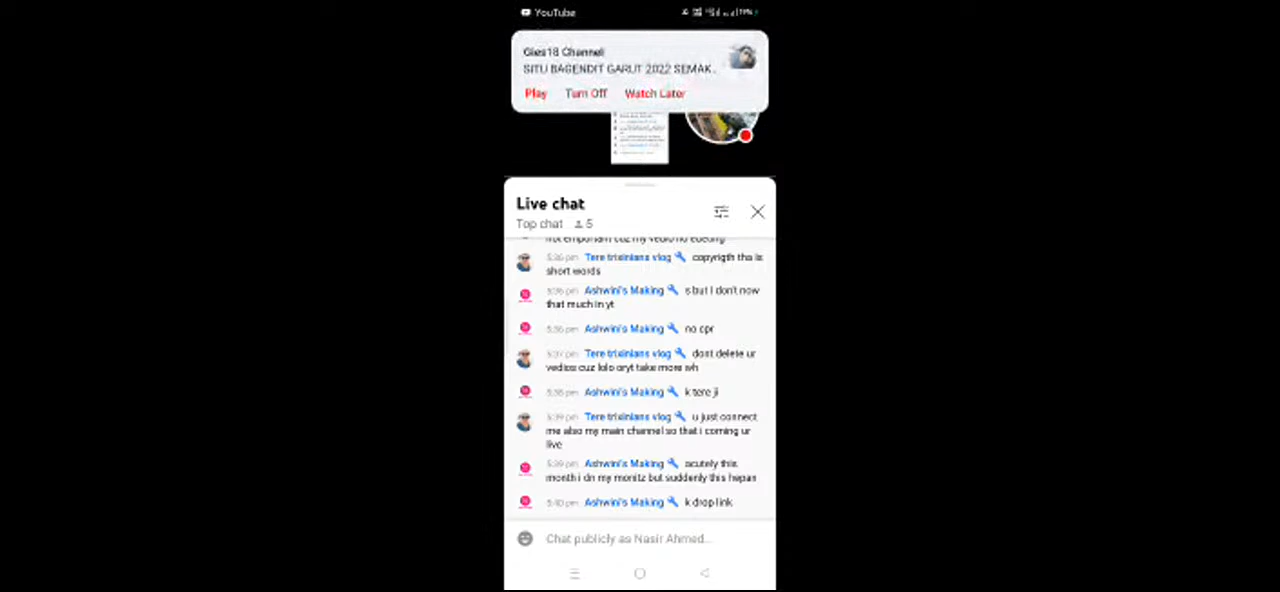 YouTube
Gies18 Channel
SITU BAGENDIT GARUT 2022 SEMAK..
Play Turn Off Watch Later
Live chat
Top chat 5
5:36 pm Tere trixinians vlog copyrigth tha is
short words
5:36 pm Ashwini's Making s but I don't now
that much in yt
5:36 pm Ashwini's Making no cpr
5:37 pm Tere trixinians vlog dont delete ur
vedios cuz lolo oryt take more wh
5:38 pm Ashwini's Making k tere ji
5:39 pm Tere trixinians vlog u just connect
me also my main channel so that i coming ur
live
5:39 pm Ashwini's Making acutely this
month i dn my monitz but suddenly this hepan
5:40 pm Ashwini's Making k drop link
Chat publicly as Nasir Ahmed...